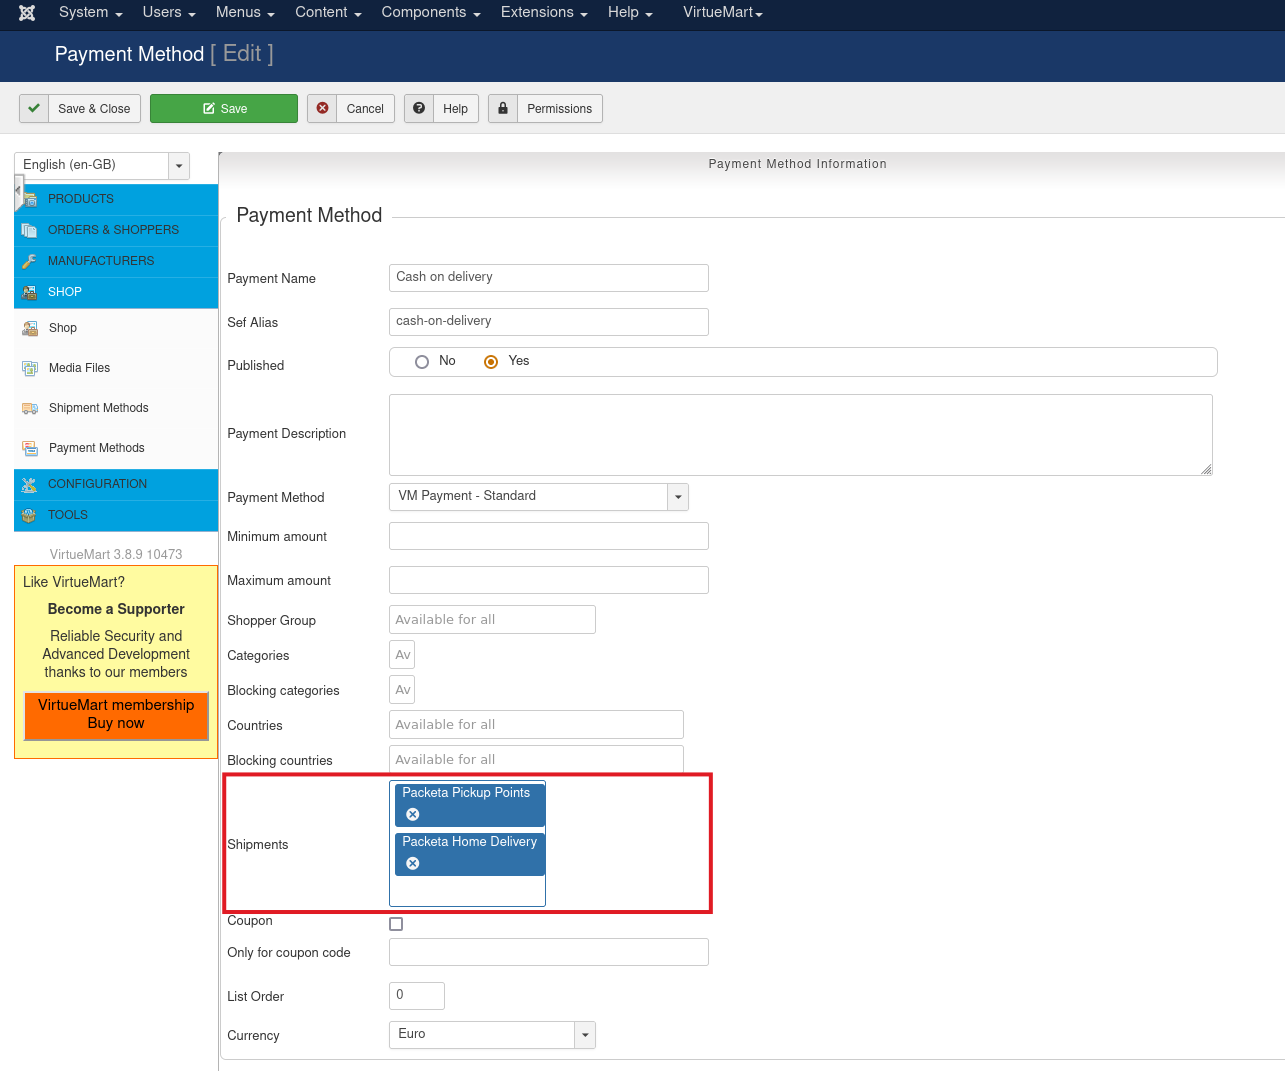 System Users Menus Content Components Extensions Help VirtueMart
Payment Method [ Edit ]
Save & Close Save Cancel Help Permissions
English (en-GB)
PRODUCTS
ORDERS & SHOPPERS
MANUFACTURERS
SHOP
Shop
Media Files
Shipment Methods
Payment Methods
CONFIGURATION
TOOLS
VirtueMart 3.8.9 10473
Like VirtueMart?
Become a Supporter
Reliable Security and
Advanced Development
thanks to our members
VirtueMart membership
Buy now
Payment Method Information
Payment Method
Payment Name Cash on delivery
Sef Alias cash-on-delivery
Published No Yes
Payment Description
Payment Method VM Payment - Standard
Minimum amount
Maximum amount
Shopper Group Available for all
Categories Av
Blocking categories Av
Countries Available for all
Blocking countries Available for all
Shipments Packeta Pickup Points
Packeta Home Delivery
Coupon
Only for coupon code
List Order 0
Currency Euro